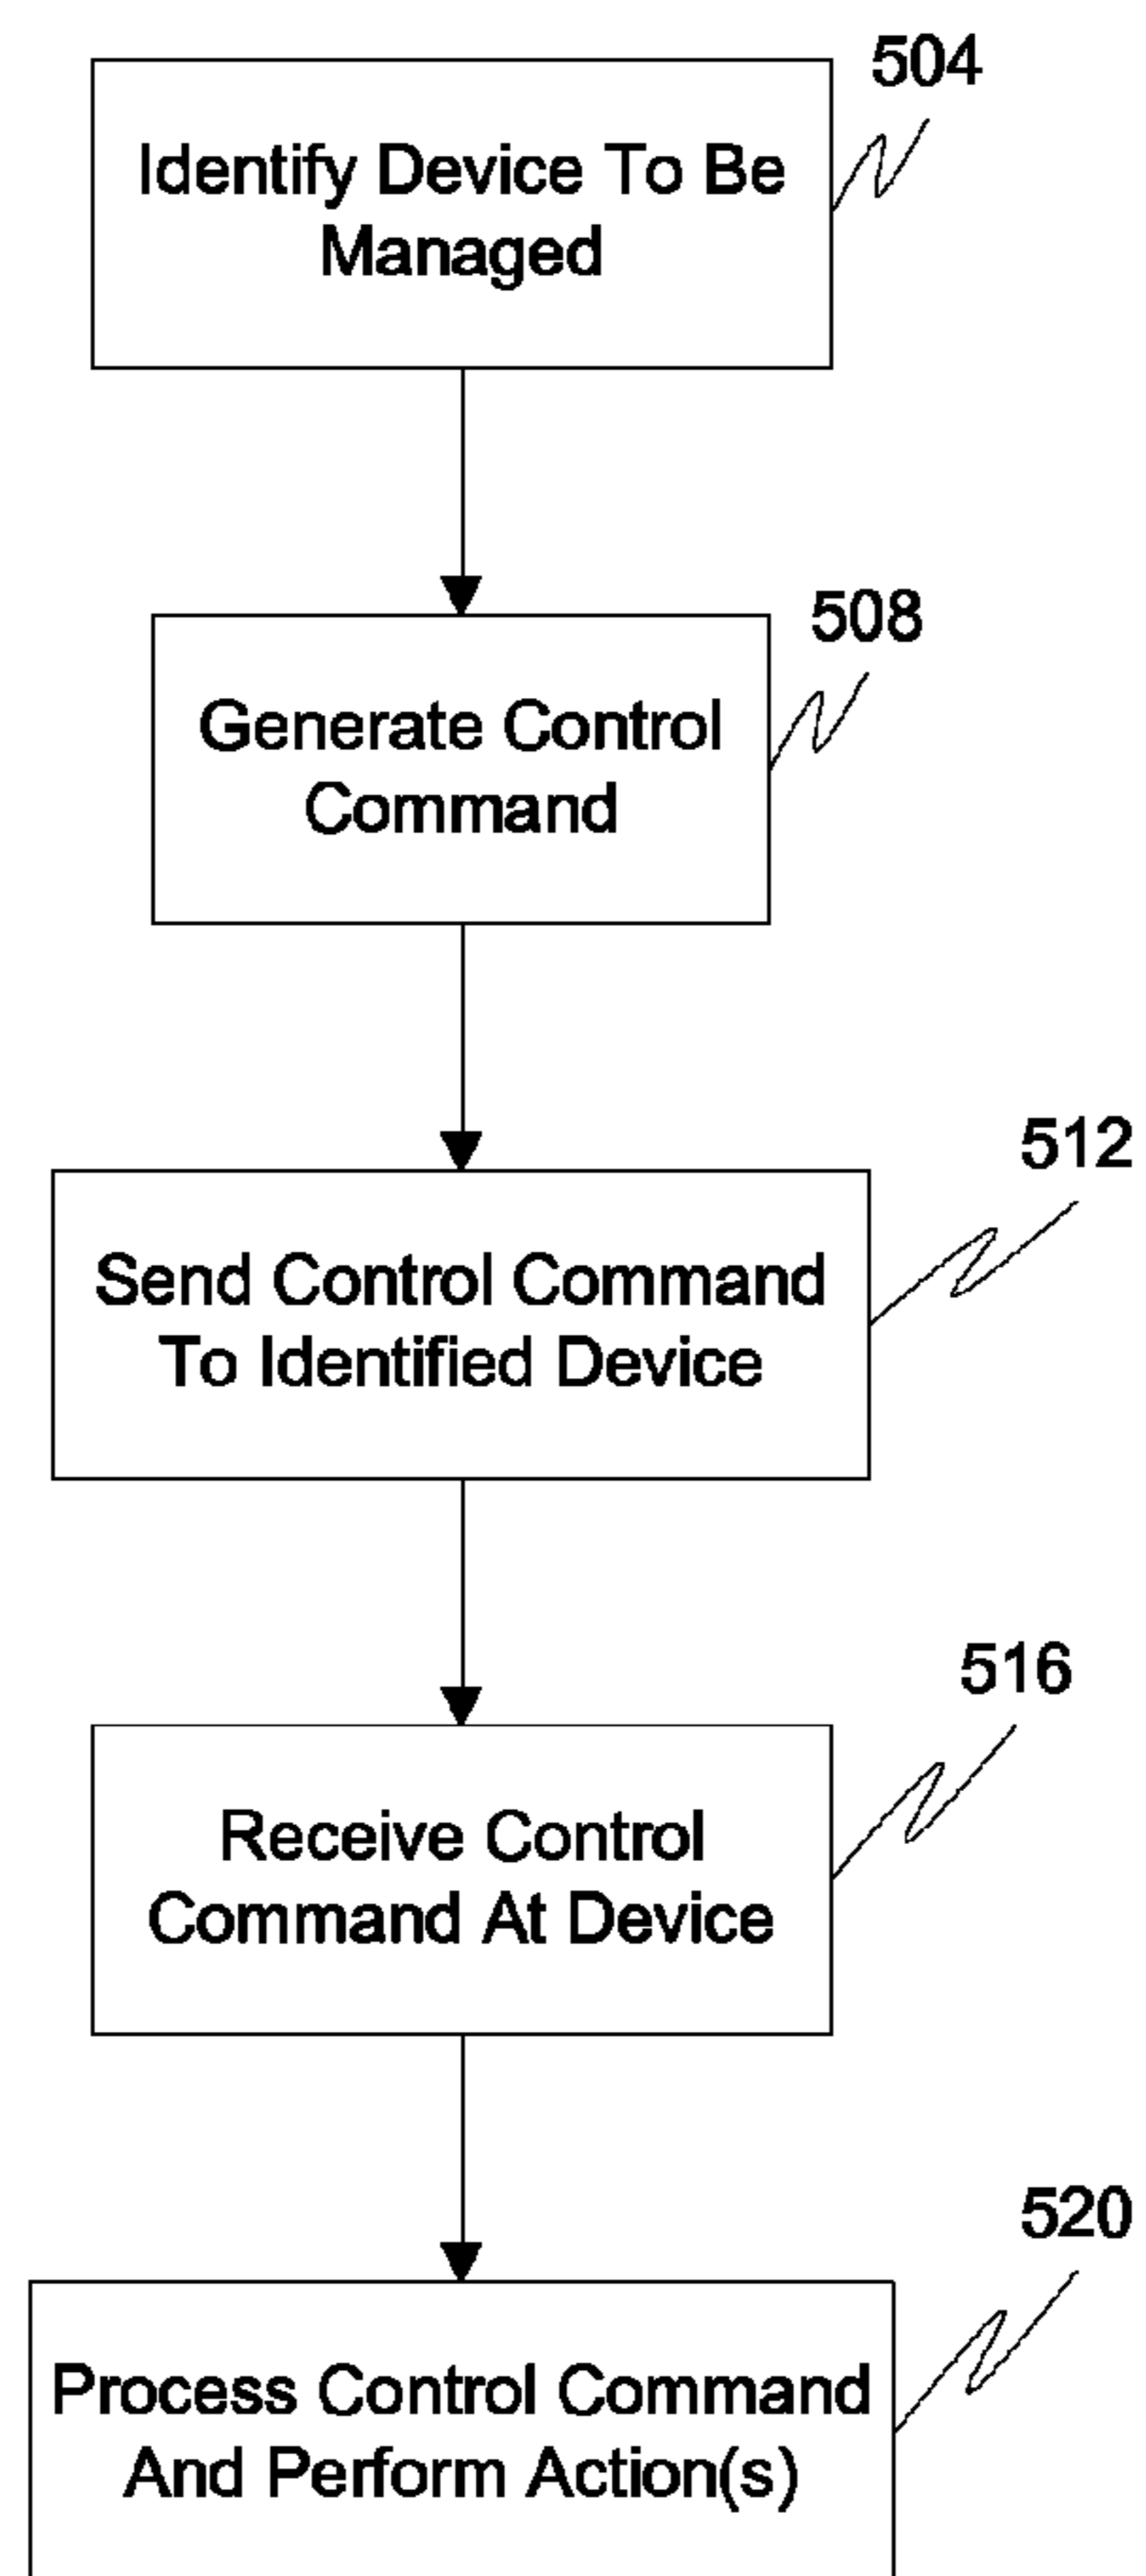 504
Identify Device To Be
Managed
508
Generate Control
Command
512
Send Control Command
To Identified Device
516
Receive Control
Command At Device
520
Process Control Command
And Perform Action(s)